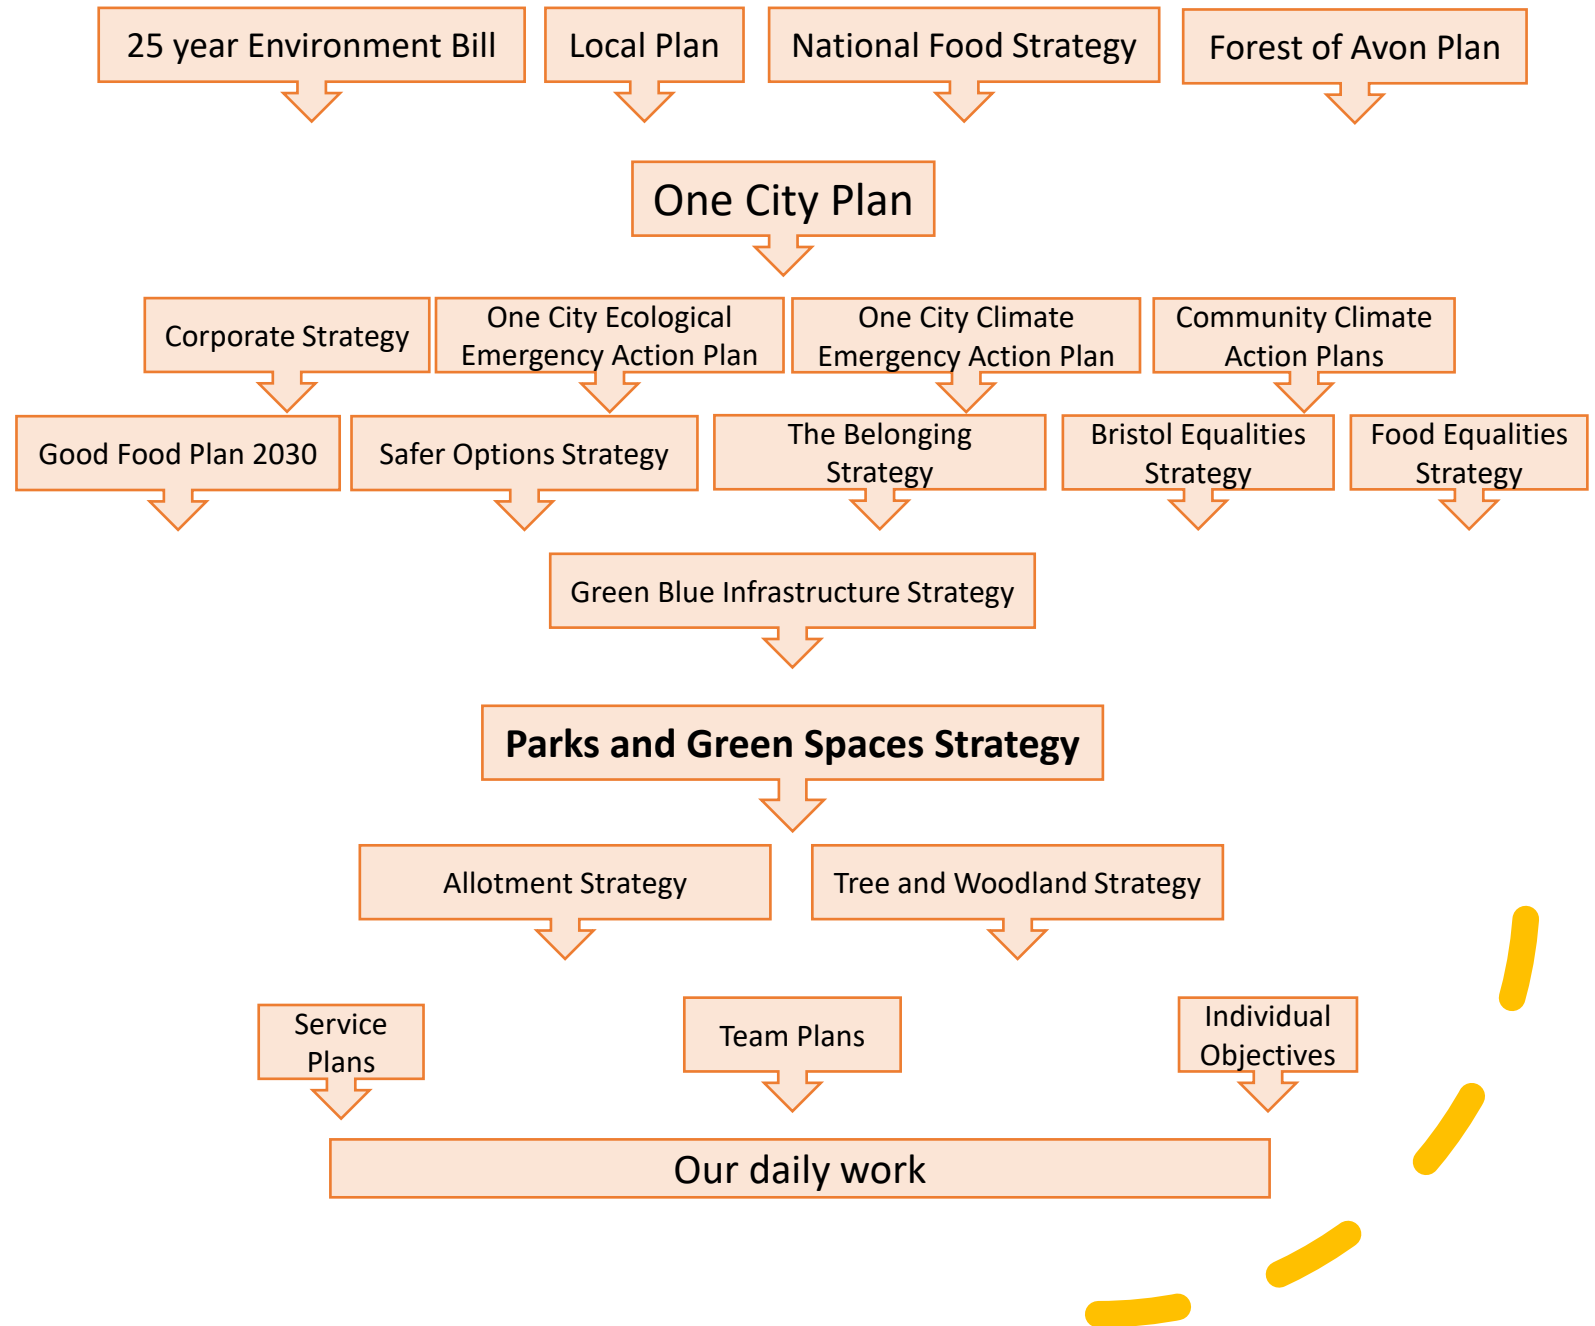 25 year Environment Bill
Local Plan
National Food Strategy
Forest of Avon Plan
One City Plan
Corporate Strategy
One City Ecological
Emergency Action Plan
One City Climate
Emergency Action Plan
Community Climate
Action Plans
Good Food Plan 2030
Safer Options Strategy
The Belonging
Strategy
Bristol Equalities
Strategy
Food Equalities
Strategy
Green Blue Infrastructure Strategy
Parks and Green Spaces Strategy
Allotment Strategy
Tree and Woodland Strategy
Service
Plans
Team Plans
Individual
Objectives
Our daily work